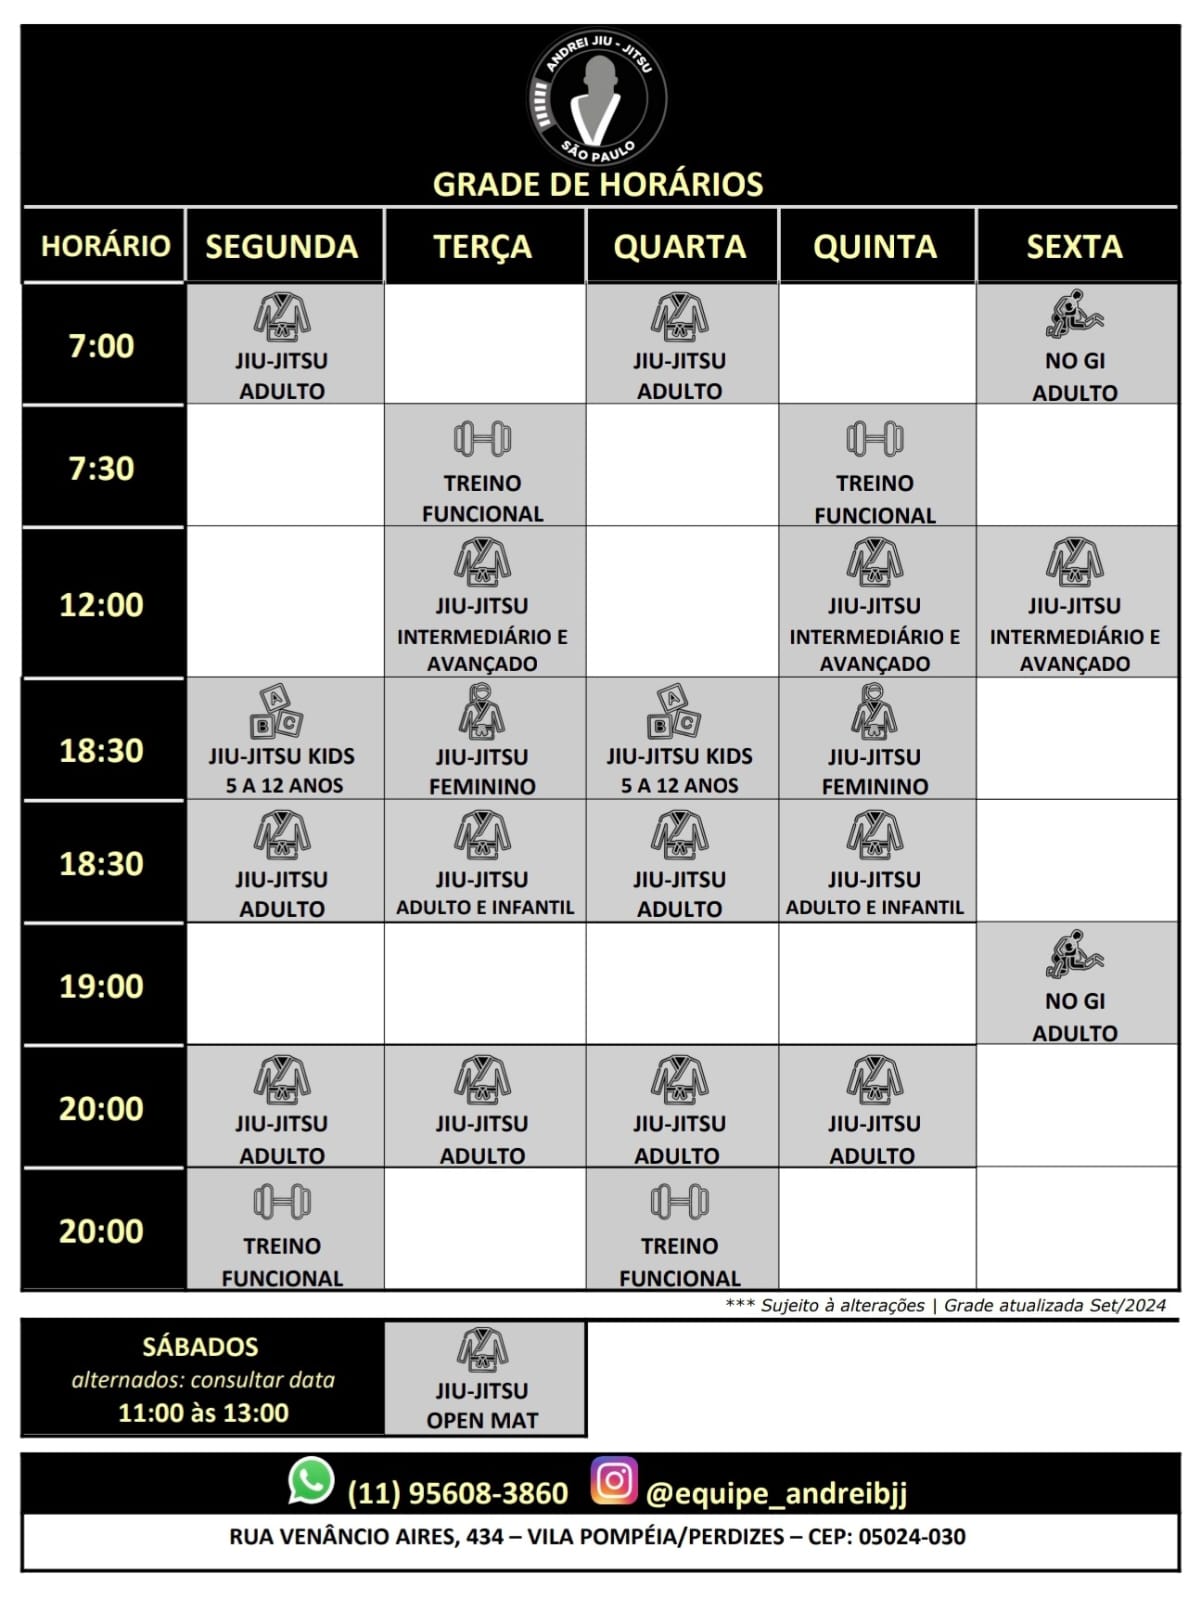 ANDREI JIU - JITSU
SÃO PAULO
GRADE DE HORÁRIOS
HORÁRIO SEGUNDA TERÇA QUARTA QUINTA SEXTA
7:00
JIU-JITSU JIU-JITSU NO GI
ADULTO ADULTO ADULTO
7:30
TREINO TREINO
FUNCIONAL FUNCIONAL
12:00
JIU-JITSU JIU-JITSU JIU-JITSU
INTERMEDIÁRIO E INTERMEDIÁRIO E INTERMEDIÁRIO E
AVANÇADO AVANÇADO AVANÇADO
A B C A B C
18:30
JIU-JITSU KIDS JIU-JITSU JIU-JITSU KIDS JIU-JITSU
5 A 12 ANOS FEMININO 5 A 12 ANOS FEMININO
18:30
JIU-JITSU JIU-JITSU JIU-JITSU JIU-JITSU
ADULTO ADULTO E INFANTIL ADULTO ADULTO E INFANTIL
19:00
NO GI
ADULTO
20:00
JIU-JITSU JIU-JITSU JIU-JITSU JIU-JITSU
ADULTO ADULTO ADULTO ADULTO
20:00
TREINO TREINO
FUNCIONAL FUNCIONAL
*** Sujeito à alterações | Grade atualizada Set/2024
SÁBADOS
alternados: consultar data
11:00 às 13:00
JIU-JITSU
OPEN MAT
(11) 95608-3860 @equipe_andreibjj
RUA VENÂNCIO AIRES, 434 – VILA POMPÉIA/PERDIZES – CEP: 05024-030